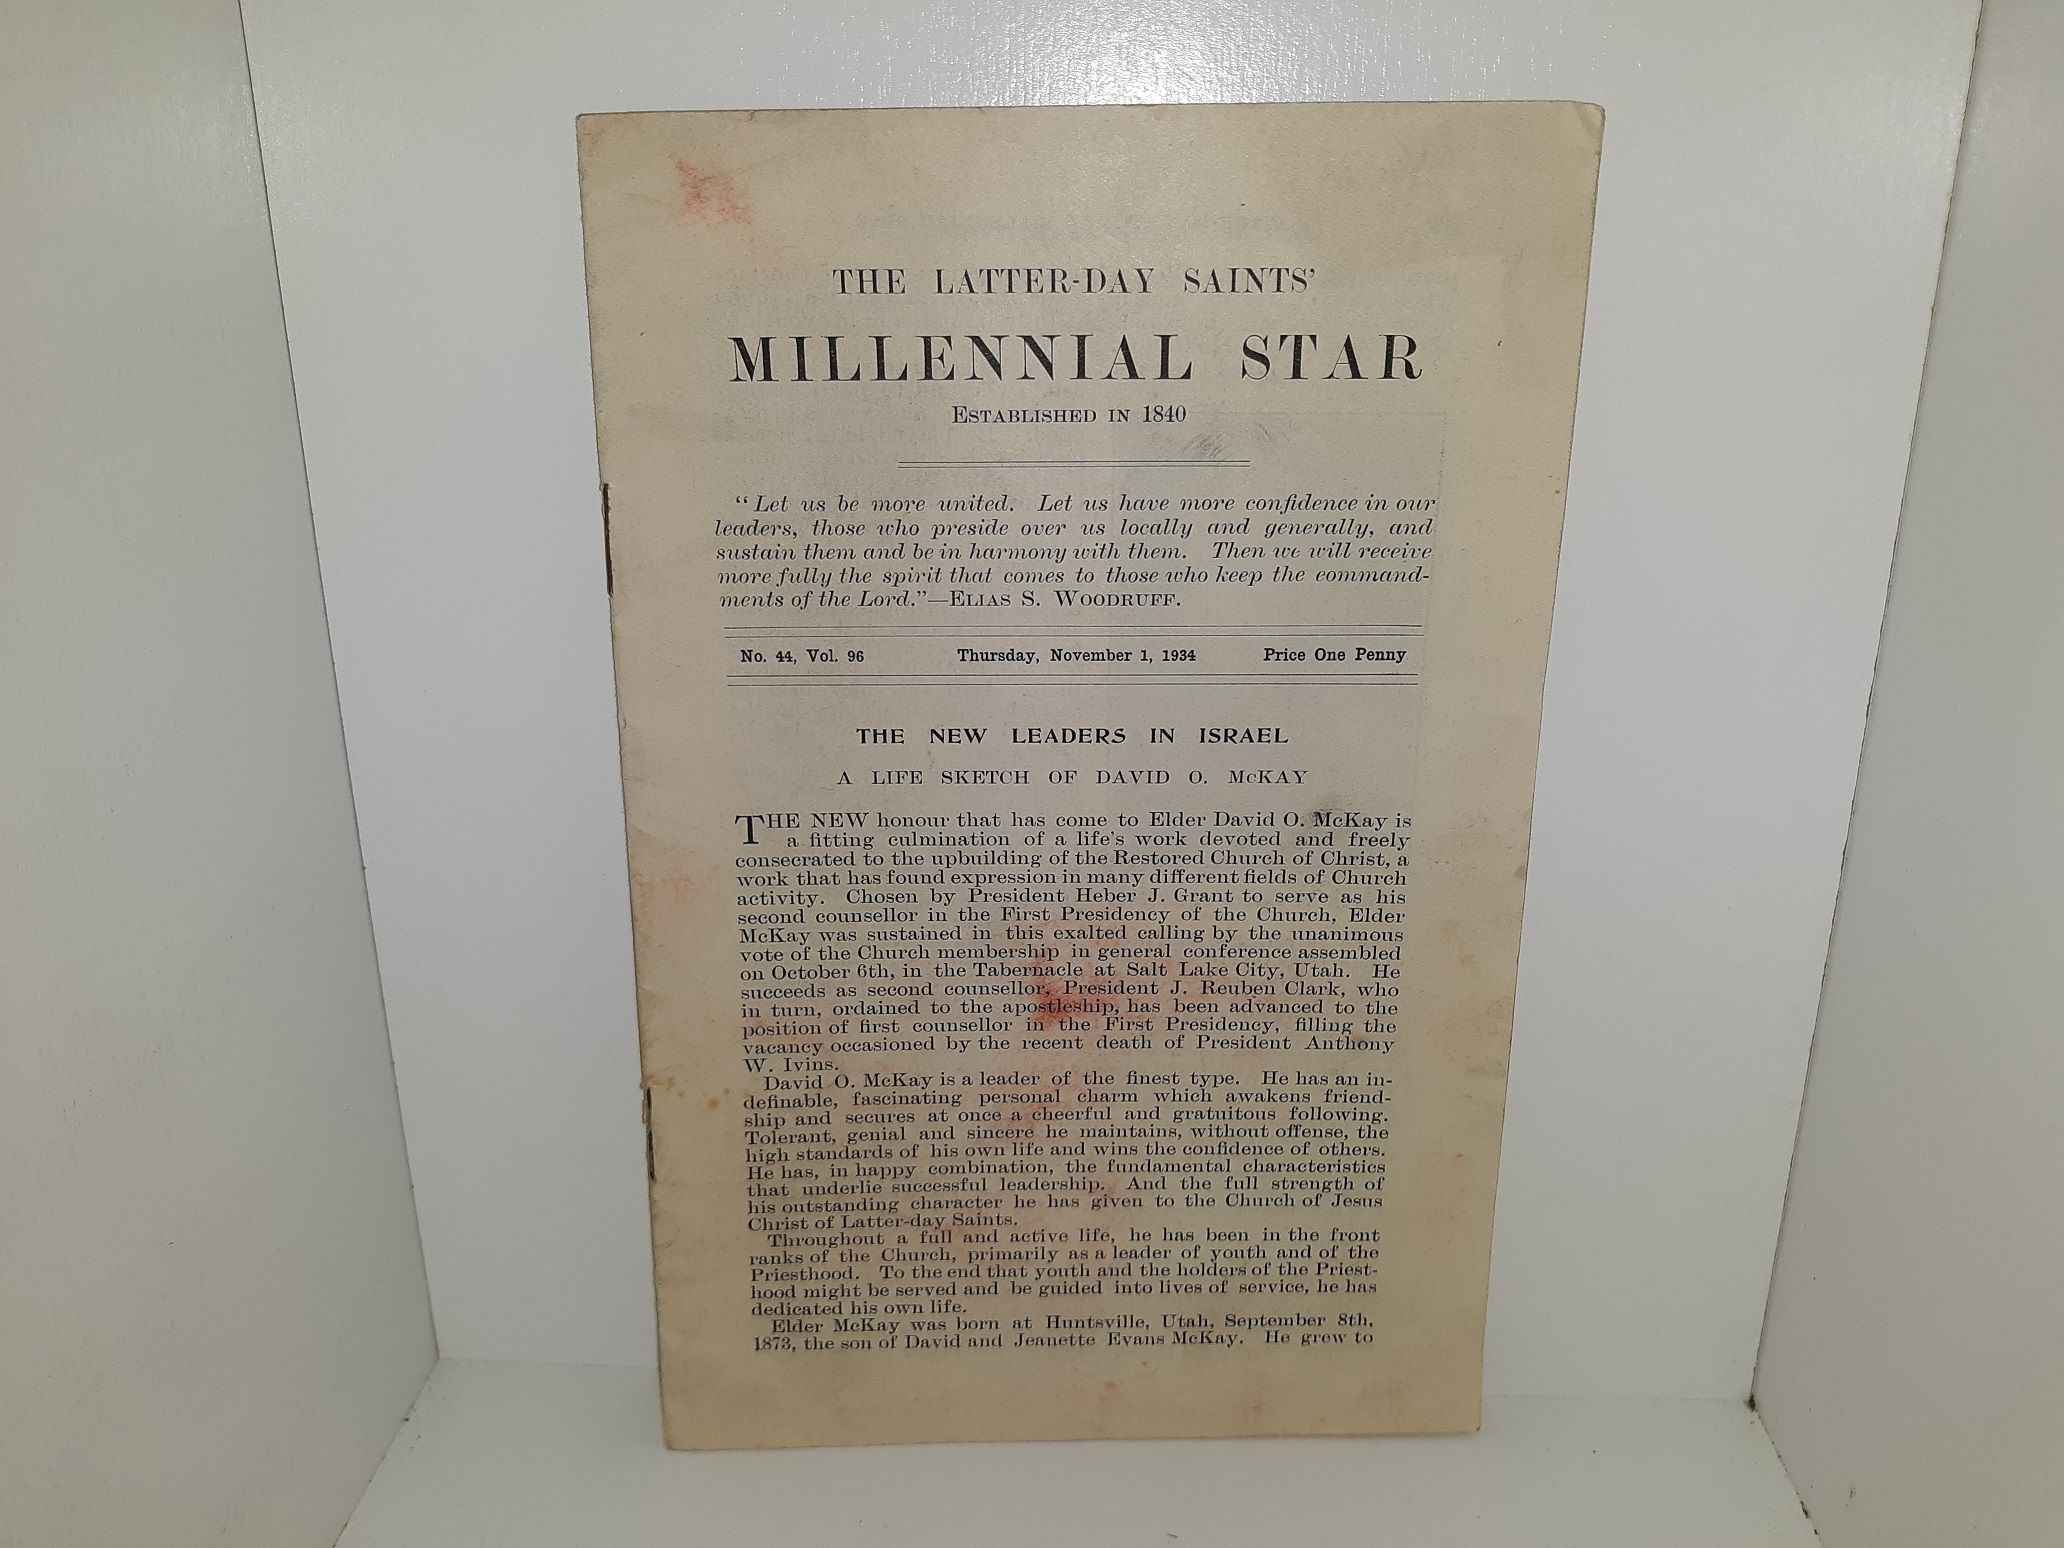 THE LATTER-DAY SAINTS'
MILLENNIAL STAR
ESTABLISHED IN 1840
"Let us be more united. Let us have more confidence in our
leaders, those who preside over us locally and generally, and
sustain them and be in harmony with them. Then we will receive
more fully the spirit that comes to those who keep the command-
ments of the Lord."—ELIAS S. WOODRUFF.
No. 44, Vol. 96 Thursday, November 1, 1934 Price One Penny
THE NEW LEADERS IN ISRAEL
A LIFE SKETCH OF DAVID O. McKAY
THE NEW honour that has come to Elder David O. McKay is
a fitting culmination of a life's work devoted and freely
consecrated to the upbuilding of the Restored Church of Christ, a
work that has found expression in many different fields of Church
activity. Chosen by President Heber J. Grant to serve as his
second counsellor in the First Presidency of the Church, Elder
McKay was sustained in this exalted calling by the unanimous
vote of the Church membership in general conference assembled
on October 6th, in the Tabernacle at Salt Lake City, Utah. He
succeeds as second counsellor, President J. Reuben Clark, who
in turn, ordained to the apostleship, has been advanced to the
position of first counsellor in the First Presidency, filling the
vacancy occasioned by the recent death of President Anthony
W. Ivins.
David O. McKay is a leader of the finest type. He has an in-
definable, fascinating personal charm which awakens friend-
ship and secures at once a cheerful and gratuitous following.
Tolerant, genial and sincere he maintains, without offense, the
high standards of his own life and wins the confidence of others.
He has, in happy combination, the fundamental characteristics
that underlie successful leadership. And the full strength of
his outstanding character he has given to the Church of Jesus
Christ of Latter-day Saints.
Throughout a full and active life, he has been in the front
ranks of the Church, primarily as a leader of youth and of the
Priesthood. To the end that youth and the holders of the Priest-
hood might be served and be guided into lives of service, he has
dedicated his own life.
Elder McKay was born at Huntsville, Utah, September 8th,
1873, the son of David and Jeanette Evans McKay. He grew to